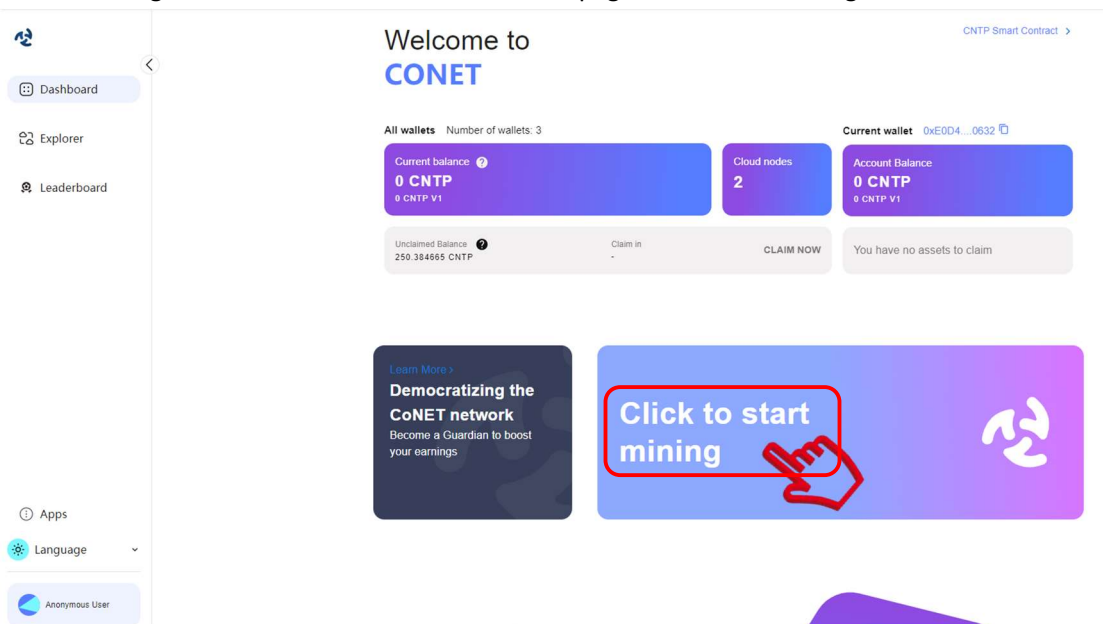 CNTP Smart Contract >
Welcome to
CONET
Dashboard
Explorer
Leaderboard
All wallets Number of wallets: 3
Current wallet 0xE0D4....0632
Current balance ?
0 CNTP
0 CNTP V1
Cloud nodes
2
Account Balance
0 CNTP
0 CNTP V1
Unclaimed Balance ?
250.384665 CNTP
Claim in
-
CLAIM NOW
You have no assets to claim
Learn More >
Democratizing the
CoNET network
Become a Guardian to boost
your earnings
Click to start
mining
Apps
Language
Anonymous User